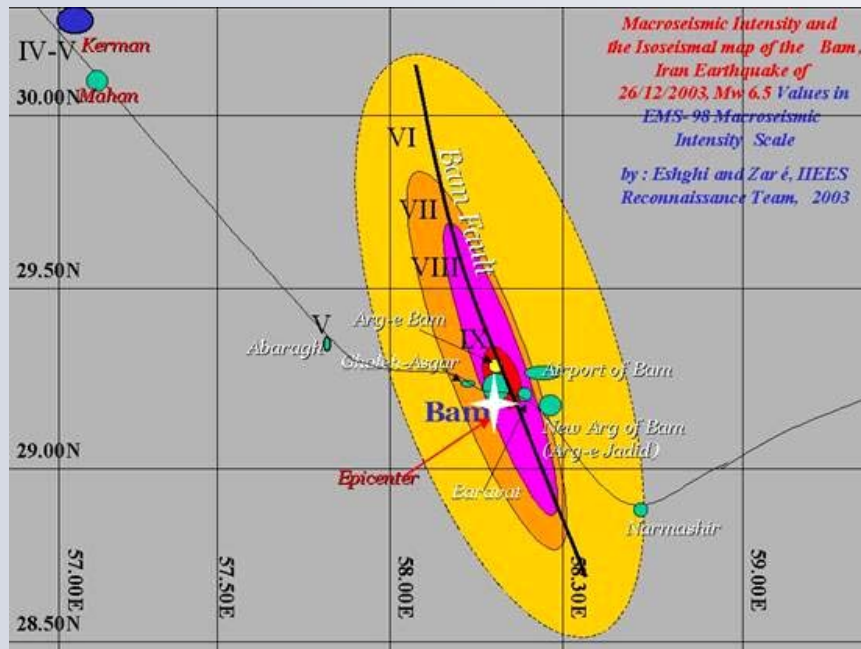 Macroseismic Intensity and
the Isoseismal map of the Bam,
Iran Earthquake of
26/12/2003, Mw 6.5 Values in
EMS-98 Macroseismic
Intensity Scale
by : Eshghi and Zaré, IIEES
Reconnaissance Team, 2003
Kerman
IV-V
Mahan
30.00N
VI
Bam Fault
VII
VIII
29.50N
Arg-e Bam
V
IX
Abaragh
Gholeh-Asgar
Airport of Bam
Bam
New Arg of Bam
(Arg-e Jadid)
29.00N
Epicenter
Baravat
Narmashir
57.00E
57.50E
58.00E
58.30E
59.00E
28.50N